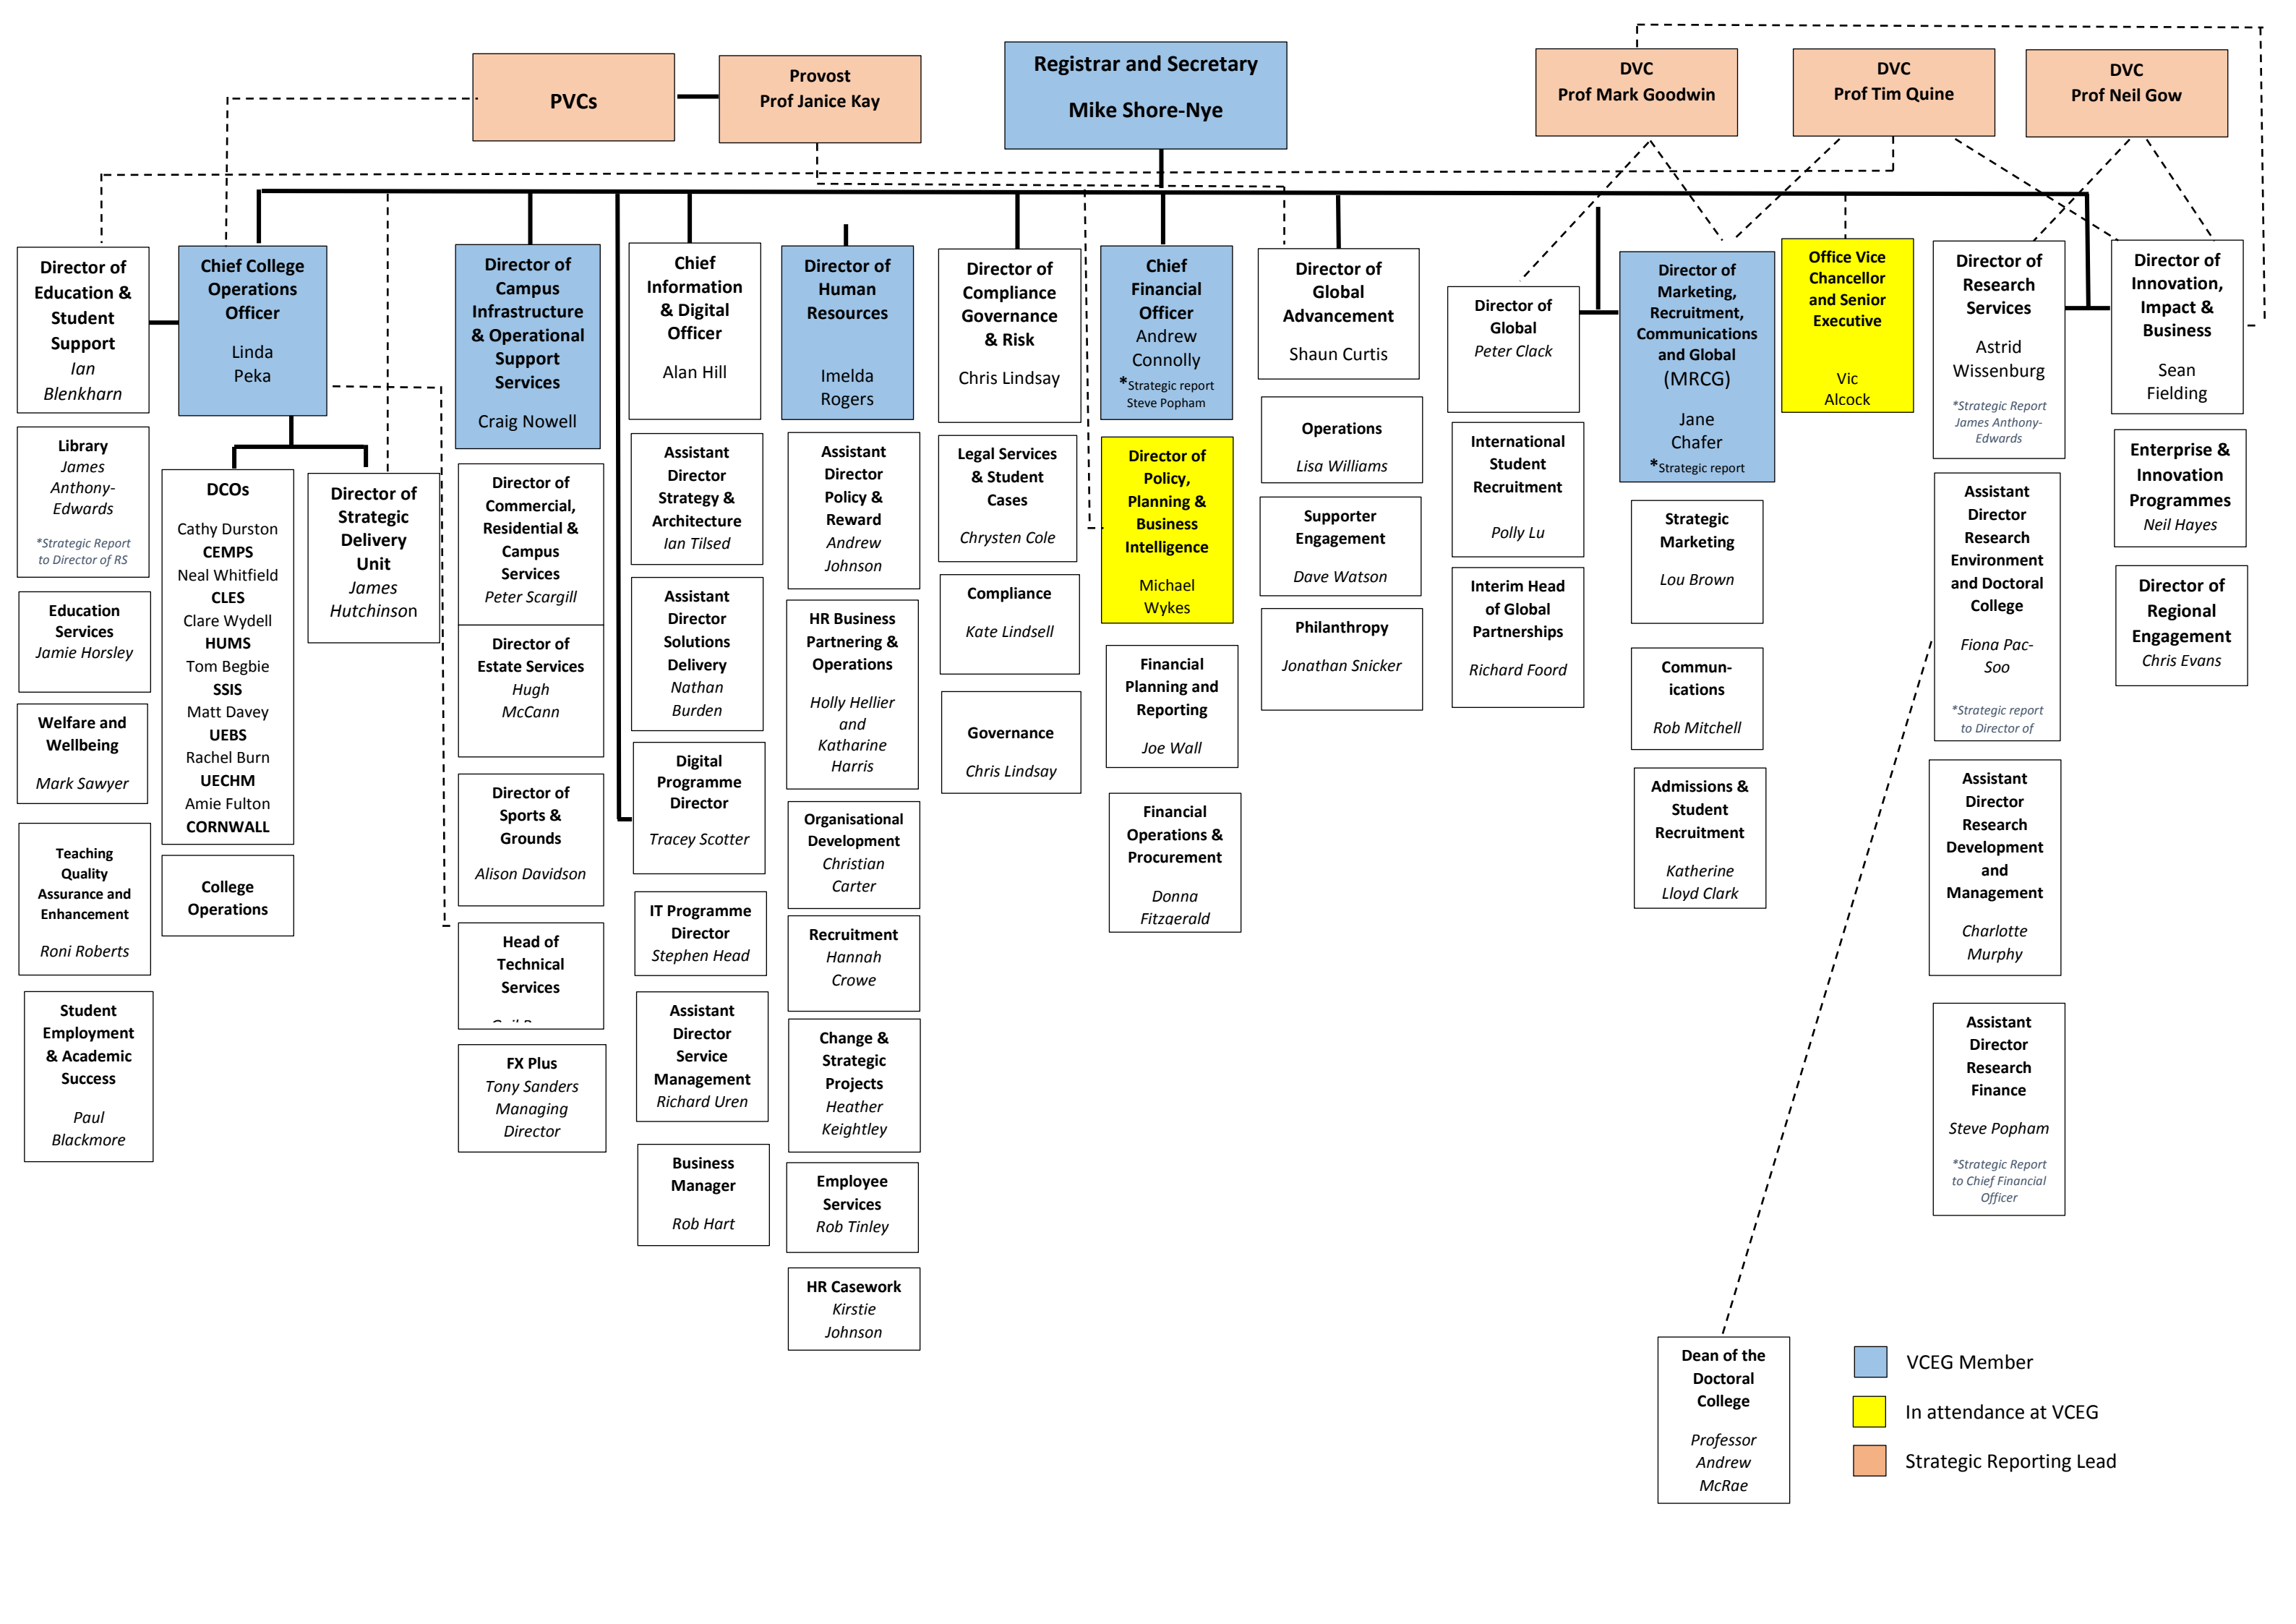 PVCs
Provost
Prof Janice Kay
Registrar and Secretary
Mike Shore-Nye
DVC
Prof Mark Goodwin
DVC
Prof Tim Quine
DVC
Prof Neil Gow
Director of
Education &
Student
Support
Ian
Blenkharn
Library
James
Anthony-
Edwards
*Strategic Report
to Director of RS
Education
Services
Jamie Horsley
Welfare and
Wellbeing
Mark Sawyer
Teaching
Quality
Assurance and
Enhancement
Roni Roberts
Student
Employment
& Academic
Success
Paul
Blackmore
Chief College
Operations
Officer
Linda
Peka
DCOs
Cathy Durston
CEMPS
Neal Whitfield
CLES
Clare Wydell
HUMS
Tom Begbie
SSIS
Matt Davey
UEBS
Rachel Burn
UECHM
Amie Fulton
CORNWALL
College
Operations
Director of
Strategic
Delivery
Unit
James
Hutchinson
Director of
Campus
Infrastructure
& Operational
Support
Services
Craig Nowell
Director of
Commercial,
Residential &
Campus
Services
Peter Scargill
Director of
Estate Services
Hugh
McCann
Director of
Sports &
Grounds
Alison Davidson
Head of
Technical
Services
FX Plus
Tony Sanders
Managing
Director
Chief
Information
& Digital
Officer
Alan Hill
Assistant
Director
Strategy &
Architecture
Ian Tilsed
Assistant
Director
Solutions
Delivery
Nathan
Burden
Digital
Programme
Director
Tracey Scotter
IT Programme
Director
Stephen Head
Assistant
Director
Service
Management
Richard Uren
Business
Manager
Rob Hart
Director of
Human
Resources
Imelda
Rogers
Assistant
Director
Policy &
Reward
Andrew
Johnson
HR Business
Partnering &
Operations
Holly Hellier
and
Katharine
Harris
Organisational
Development
Christian
Carter
Recruitment
Hannah
Crowe
Change &
Strategic
Projects
Heather
Keightley
Employee
Services
Rob Tinley
HR Casework
Kirstie
Johnson
Director of
Compliance
Governance
& Risk
Chris Lindsay
Legal Services
& Student
Cases
Chrysten Cole
Compliance
Kate Lindsell
Governance
Chris Lindsay
Chief
Financial
Officer
Andrew
Connolly
*Strategic report
Steve Popham
Director of
Policy,
Planning &
Business
Intelligence
Michael
Wykes
Financial
Planning and
Reporting
Joe Wall
Financial
Operations &
Procurement
Donna
Fitzgerald
Director of
Global
Advancement
Shaun Curtis
Operations
Lisa Williams
Supporter
Engagement
Dave Watson
Philanthropy
Jonathan Snicker
Director of
Global
Peter Clack
International
Student
Recruitment
Polly Lu
Interim Head
of Global
Partnerships
Richard Foord
Director of
Marketing,
Recruitment,
Communications
and Global
(MRCG)
Jane
Chafer
*Strategic report
Strategic
Marketing
Lou Brown
Commun-
ications
Rob Mitchell
Admissions &
Student
Recruitment
Katherine
Lloyd Clark
Office Vice
Chancellor
and Senior
Executive
Vic
Alcock
Director of
Research
Services
Astrid
Wissenburg
*Strategic Report
James Anthony-
Edwards
Assistant
Director
Research
Environment
and Doctoral
College
Fiona Pac-
Soo
*Strategic report
to Director of
Assistant
Director
Research
Development
and
Management
Charlotte
Murphy
Assistant
Director
Research
Finance
Steve Popham
*Strategic Report
to Chief Financial
Officer
Director of
Innovation,
Impact &
Business
Sean
Fielding
Enterprise &
Innovation
Programmes
Neil Hayes
Director of
Regional
Engagement
Chris Evans
Dean of the
Doctoral
College
Professor
Andrew
McRae
VCEG Member
In attendance at VCEG
Strategic Reporting Lead